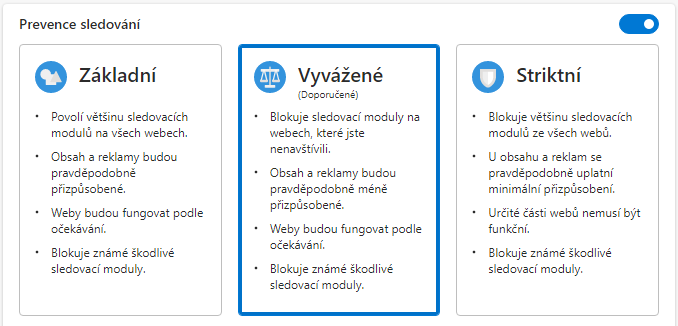 Prevence sledování
Základní
• Povolí většinu sledovacích
modulů na všech webech.
• Obsah a reklamy budou
pravděpodobně
přizpůsobené.
• Weby budou fungovat podle
očekávání.
• Blokuje známé škodlivé
sledovací moduly.
Vyvážené
(Doporučené)
• Blokuje sledovací moduly na
webech, které jste
nenavštívili.
• Obsah a reklamy budou
pravděpodobně méně
přizpůsobené.
• Weby budou fungovat podle
očekávání.
• Blokuje známé škodlivé
sledovací moduly.
Striktní
• Blokuje většinu sledovacích
modulů ze všech webů.
• U obsahu a reklam se
pravděpodobně uplatní
minimální přizpůsobení.
• Určité části webů nemusí být
funkční.
• Blokuje známé škodlivé
sledovací moduly.